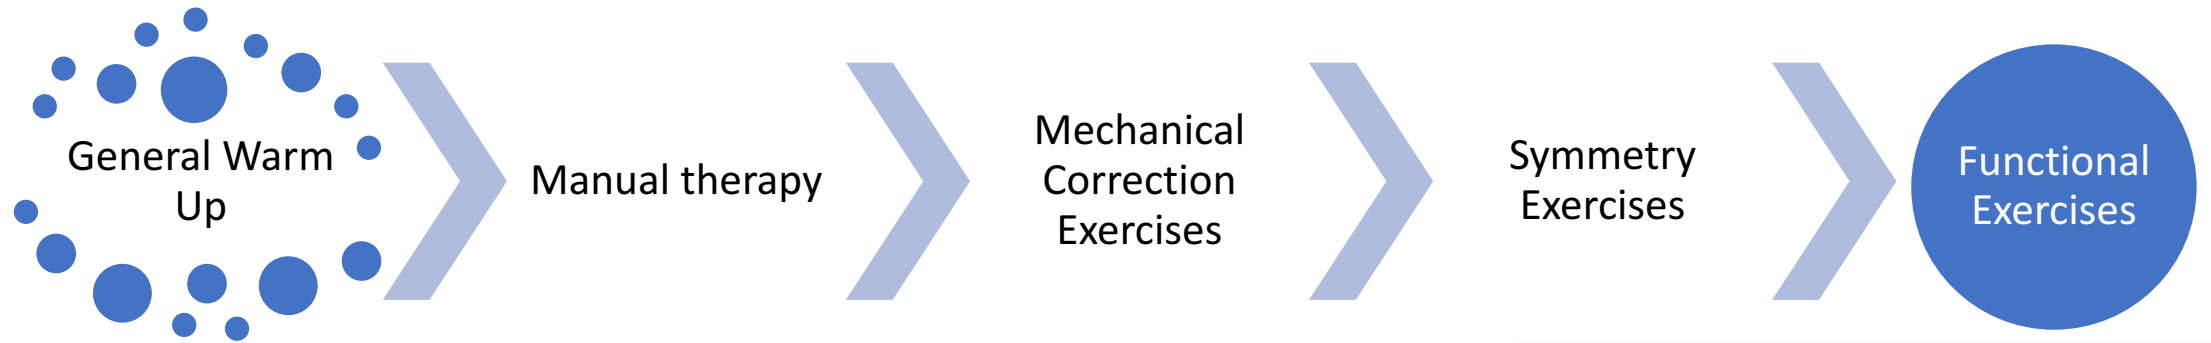 General Warm
Up
Manual therapy
Mechanical
Correction
Exercises
Symmetry
Exercises
Functional
Exercises